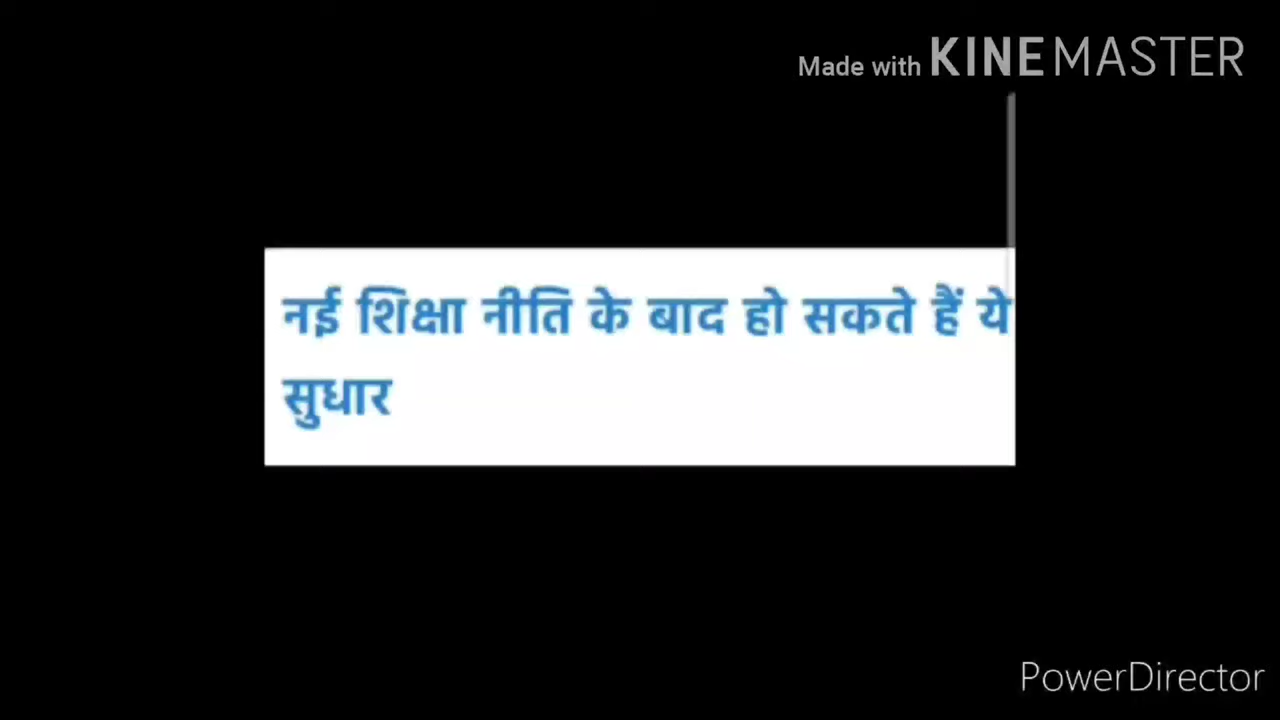 Made with KINEMASTER
नई शिक्षा नीति के बाद हो सकते हैं ये
सुधार
PowerDirector